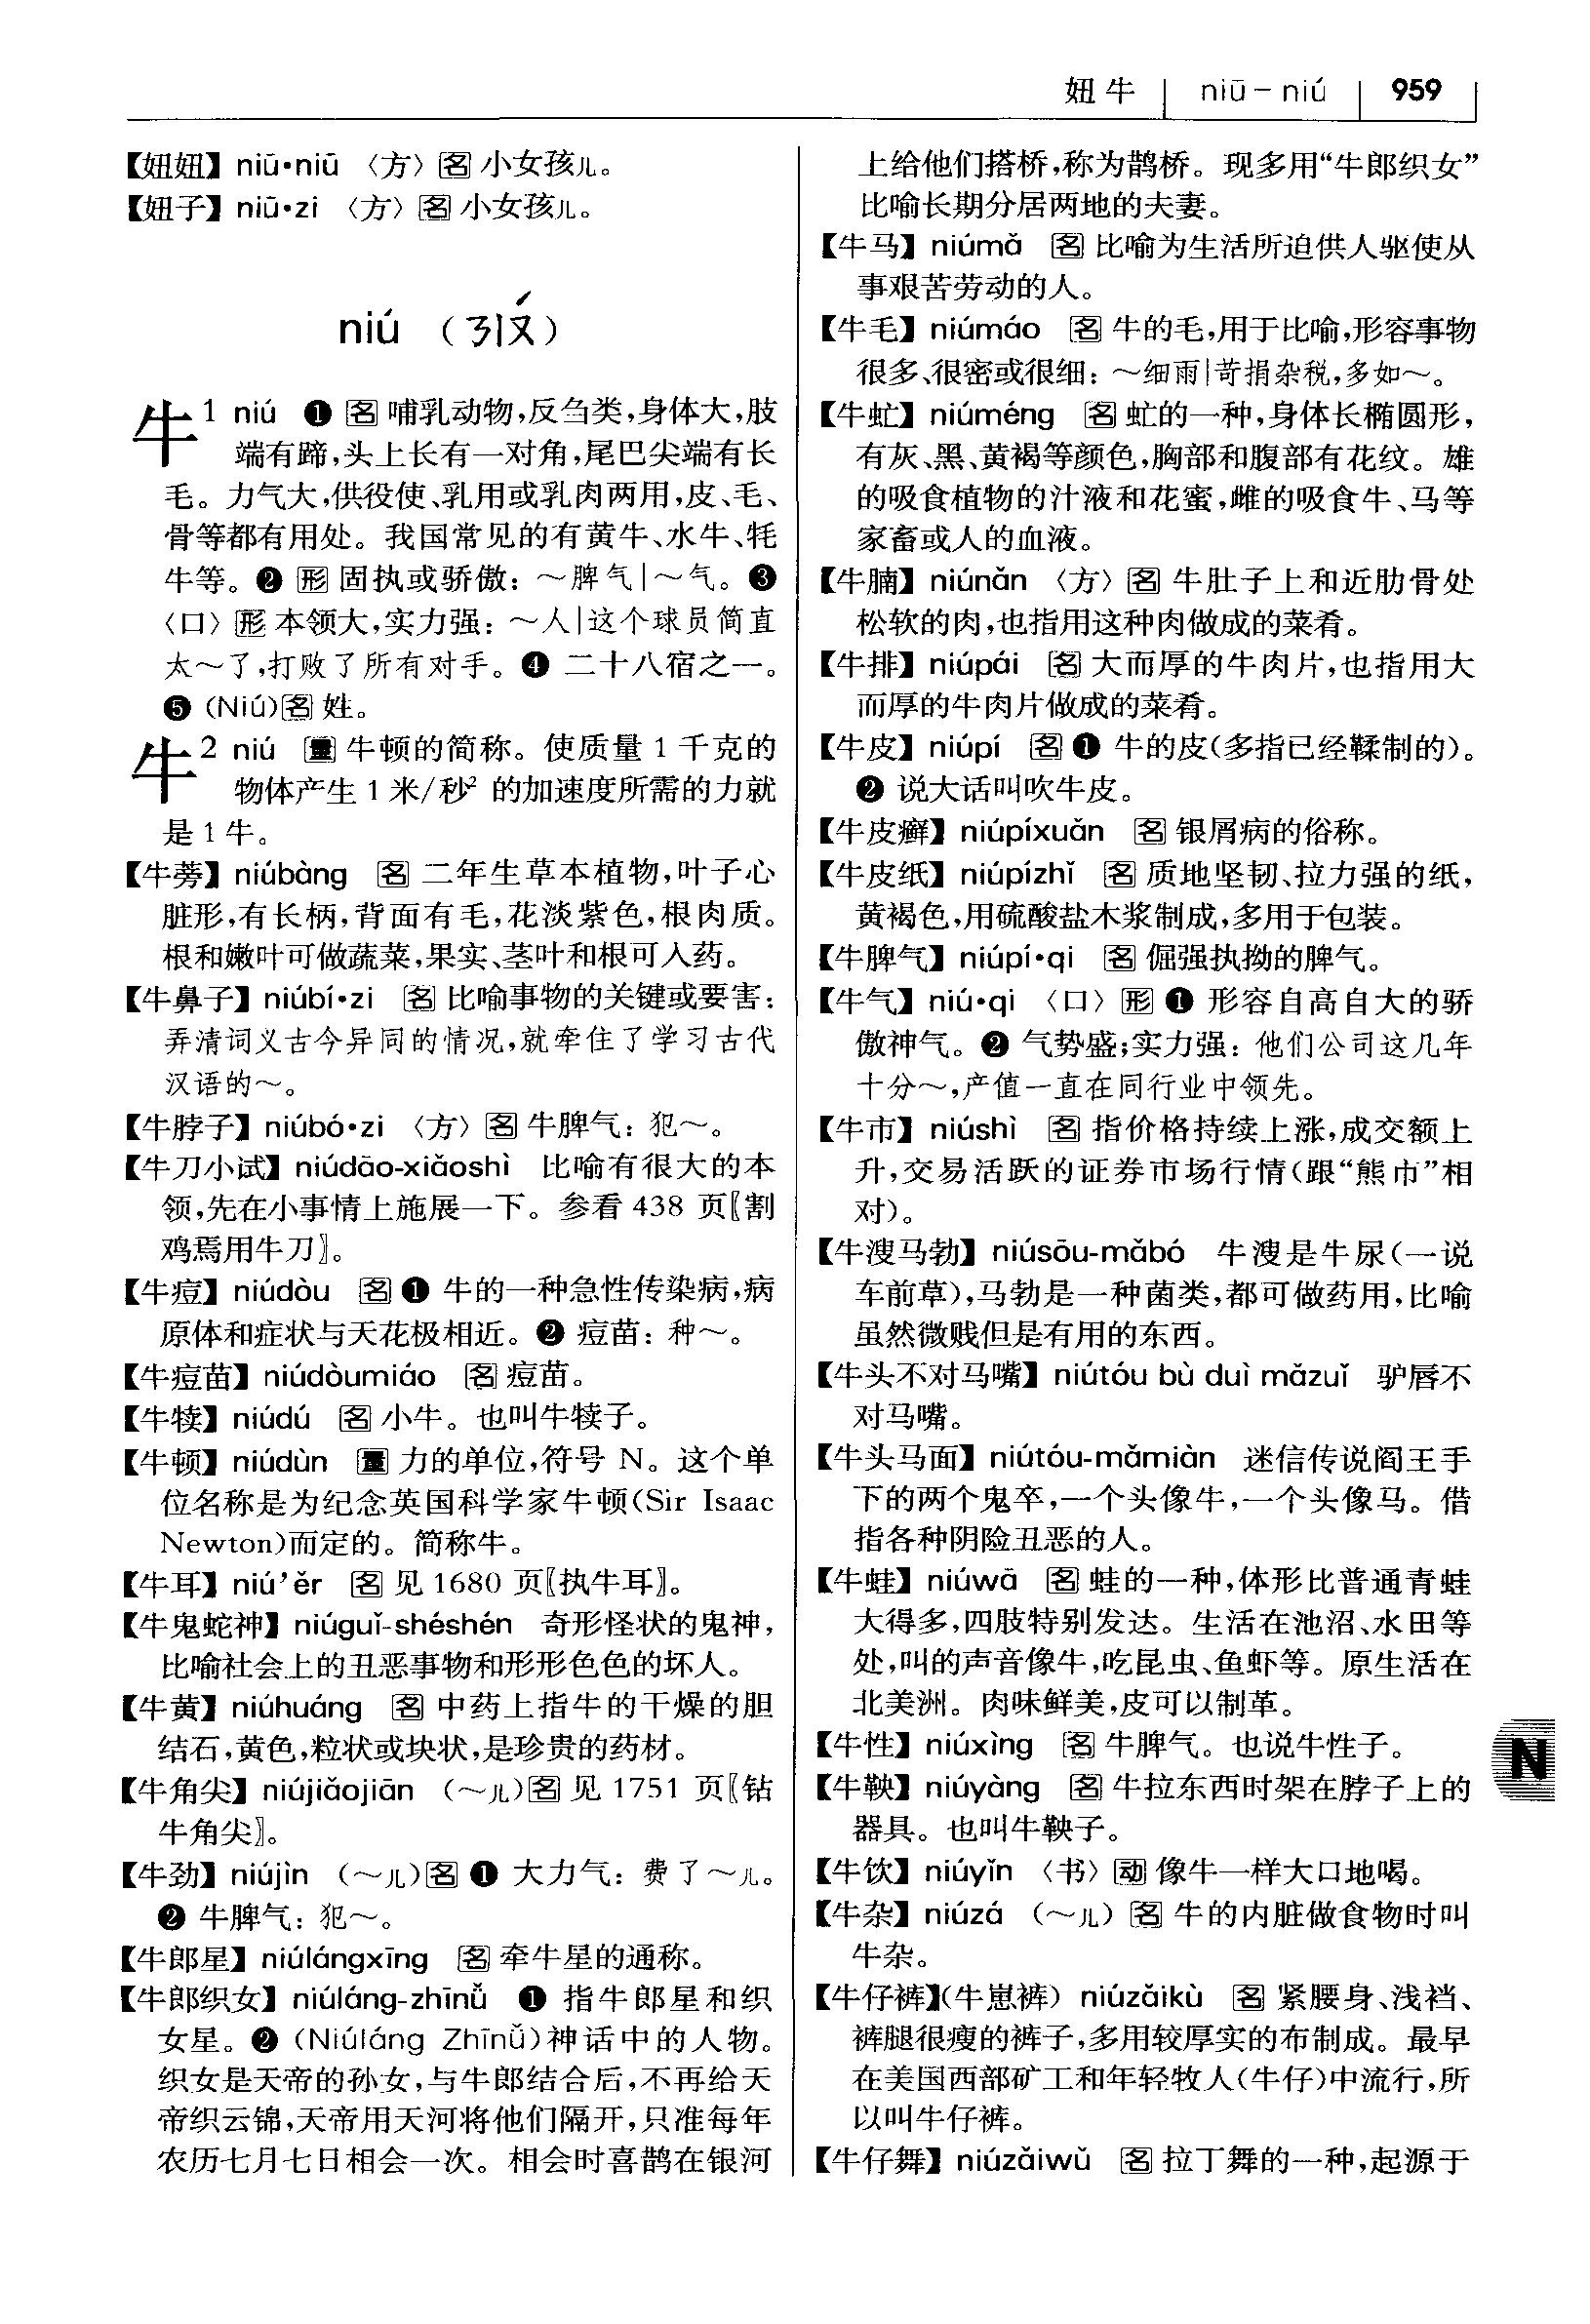 妞牛 niū－niú 959
【妞妞】niū·niū 〈方〉 名 小女孩儿。
【妞子】niū·zi 〈方〉 名 小女孩儿。
niú （ㄋㄧㄡˊ）
牛1 niú ❶ 名 哺乳动物，反刍类，身体大，肢
端有蹄，头上长有一对角，尾巴尖端有长
毛。力气大，供役使、乳用或乳肉两用，皮、毛、
骨等都有用处。我国常见的有黄牛、水牛、牦
牛等。❷ 形 固执或骄傲：～脾气|～气。❸
〈口〉 形 本领大，实力强：～人|这个球员简直
太～了，打败了所有对手。❹ 二十八宿之一。
❺ (Niú) 名 姓。
牛2 niú 量 牛顿的简称。使质量 1 千克的
物体产生 1 米/秒² 的加速度所需的力就
是 1 牛。
【牛蒡】niúbàng 名 二年生草本植物，叶子心
脏形，有长柄，背面有毛，花淡紫色，根肉质。
根和嫩叶可做蔬菜，果实、茎叶和根可入药。
【牛鼻子】niúbí·zi 名 比喻事物的关键或要害：
弄清词义古今异同的情况，就牵住了学习古代
汉语的～。
【牛脖子】niúbó·zi 〈方〉 名 牛脾气：犯～。
【牛刀小试】niúdāo-xiǎoshì 比喻有很大的本
领，先在小事情上施展一下。参看 438 页〖割
鸡焉用牛刀〗。
【牛痘】niúdòu 名 ❶ 牛的一种急性传染病，病
原体和症状与天花极相近。❷ 痘苗：种～。
【牛痘苗】niúdòumiáo 名 痘苗。
【牛犊】niúdú 名 小牛。也叫牛犊子。
【牛顿】niúdùn 量 力的单位，符号 N。这个单
位名称是为纪念英国科学家牛顿(Sir Isaac
Newton)而定的。简称牛。
【牛耳】niú’ěr 名 见 1680 页〖执牛耳〗。
【牛鬼蛇神】niúguǐ-shéshén 奇形怪状的鬼神，
比喻社会上的丑恶事物和形形色色的坏人。
【牛黄】niúhuáng 名 中药上指牛的干燥的胆
结石，黄色，粒状或块状，是珍贵的药材。
【牛角尖】niújiǎojiān （～儿） 名 见 1751 页〖钻
牛角尖〗。
【牛劲】niújìn （～儿） 名 ❶ 大力气：费了～儿。
❷ 牛脾气：犯～。
【牛郎星】niúlángxīng 名 牵牛星的通称。
【牛郎织女】niúláng-zhīnǚ ❶ 指牛郎星和织
女星。❷ (Niúláng Zhīnǚ)神话中的人物。
织女是天帝的孙女，与牛郎结合后，不再给天
帝织云锦，天帝用天河将他们隔开，只准每年
农历七月七日相会一次。相会时喜鹊在银河
上给他们搭桥，称为鹊桥。现多用“牛郎织女”
比喻长期分居两地的夫妻。
【牛马】niúmǎ 名 比喻为生活所迫供人驱使从
事艰苦劳动的人。
【牛毛】niúmáo 名 牛的毛，用于比喻，形容事物
很多、很密或很细：～细雨|苛捐杂税，多如～。
【牛虻】niúméng 名 虻的一种，身体长椭圆形，
有灰、黑、黄褐等颜色，胸部和腹部有花纹。雄
的吸食植物的汁液和花蜜，雌的吸食牛、马等
家畜或人的血液。
【牛腩】niúnǎn 〈方〉 名 牛肚子上和近肋骨处
松软的肉，也指用这种肉做成的菜肴。
【牛排】niúpái 名 大而厚的牛肉片，也指用大
而厚的牛肉片做成的菜肴。
【牛皮】niúpí 名 ❶ 牛的皮（多指已经鞣制的）。
❷ 说大话叫吹牛皮。
【牛皮癣】niúpíxuǎn 名 银屑病的俗称。
【牛皮纸】niúpízhǐ 名 质地坚韧、拉力强的纸，
黄褐色，用硫酸盐木浆制成，多用于包装。
【牛脾气】niúpí·qi 名 倔强执拗的脾气。
【牛气】niú·qi 〈口〉 形 ❶ 形容自高自大的骄
傲神气。❷ 气势盛；实力强：他们公司这几年
十分～，产值一直在同行业中领先。
【牛市】niúshì 名 指价格持续上涨，成交额上
升，交易活跃的证券市场行情（跟“熊市”相
对）。
【牛溲马勃】niúsōu-mǎbó 牛溲是牛尿（一说
车前草），马勃是一种菌类，都可做药用，比喻
虽然微贱但是有用的东西。
【牛头不对马嘴】niútóu bù duì mǎzuǐ 驴唇不
对马嘴。
【牛头马面】niútóu-mǎmiàn 迷信传说阎王手
下的两个鬼卒，一个头像牛，一个头像马。借
指各种阴险丑恶的人。
【牛蛙】niúwā 名 蛙的一种，体形比普通青蛙
大得多，四肢特别发达。生活在池沼、水田等
处，叫的声音像牛，吃昆虫、鱼虾等。原生活在
北美洲。肉味鲜美，皮可以制革。
【牛性】niúxìng 名 牛脾气。也说牛性子。
【牛鞅】niúyàng 名 牛拉东西时架在脖子上的
器具。也叫牛鞅子。
【牛饮】niúyǐn 〈书〉 动 像牛一样大口地喝。
【牛杂】niúzá （～儿） 名 牛的内脏做食物时叫
牛杂。
【牛仔裤】（牛崽裤） niúzǎikù 名 紧腰身、浅裆、
裤腿很瘦的裤子，多用较厚实的布制成。最早
在美国西部矿工和年轻牧人（牛仔）中流行，所
以叫牛仔裤。
【牛仔舞】niúzǎiwǔ 名 拉丁舞的一种，起源于
N